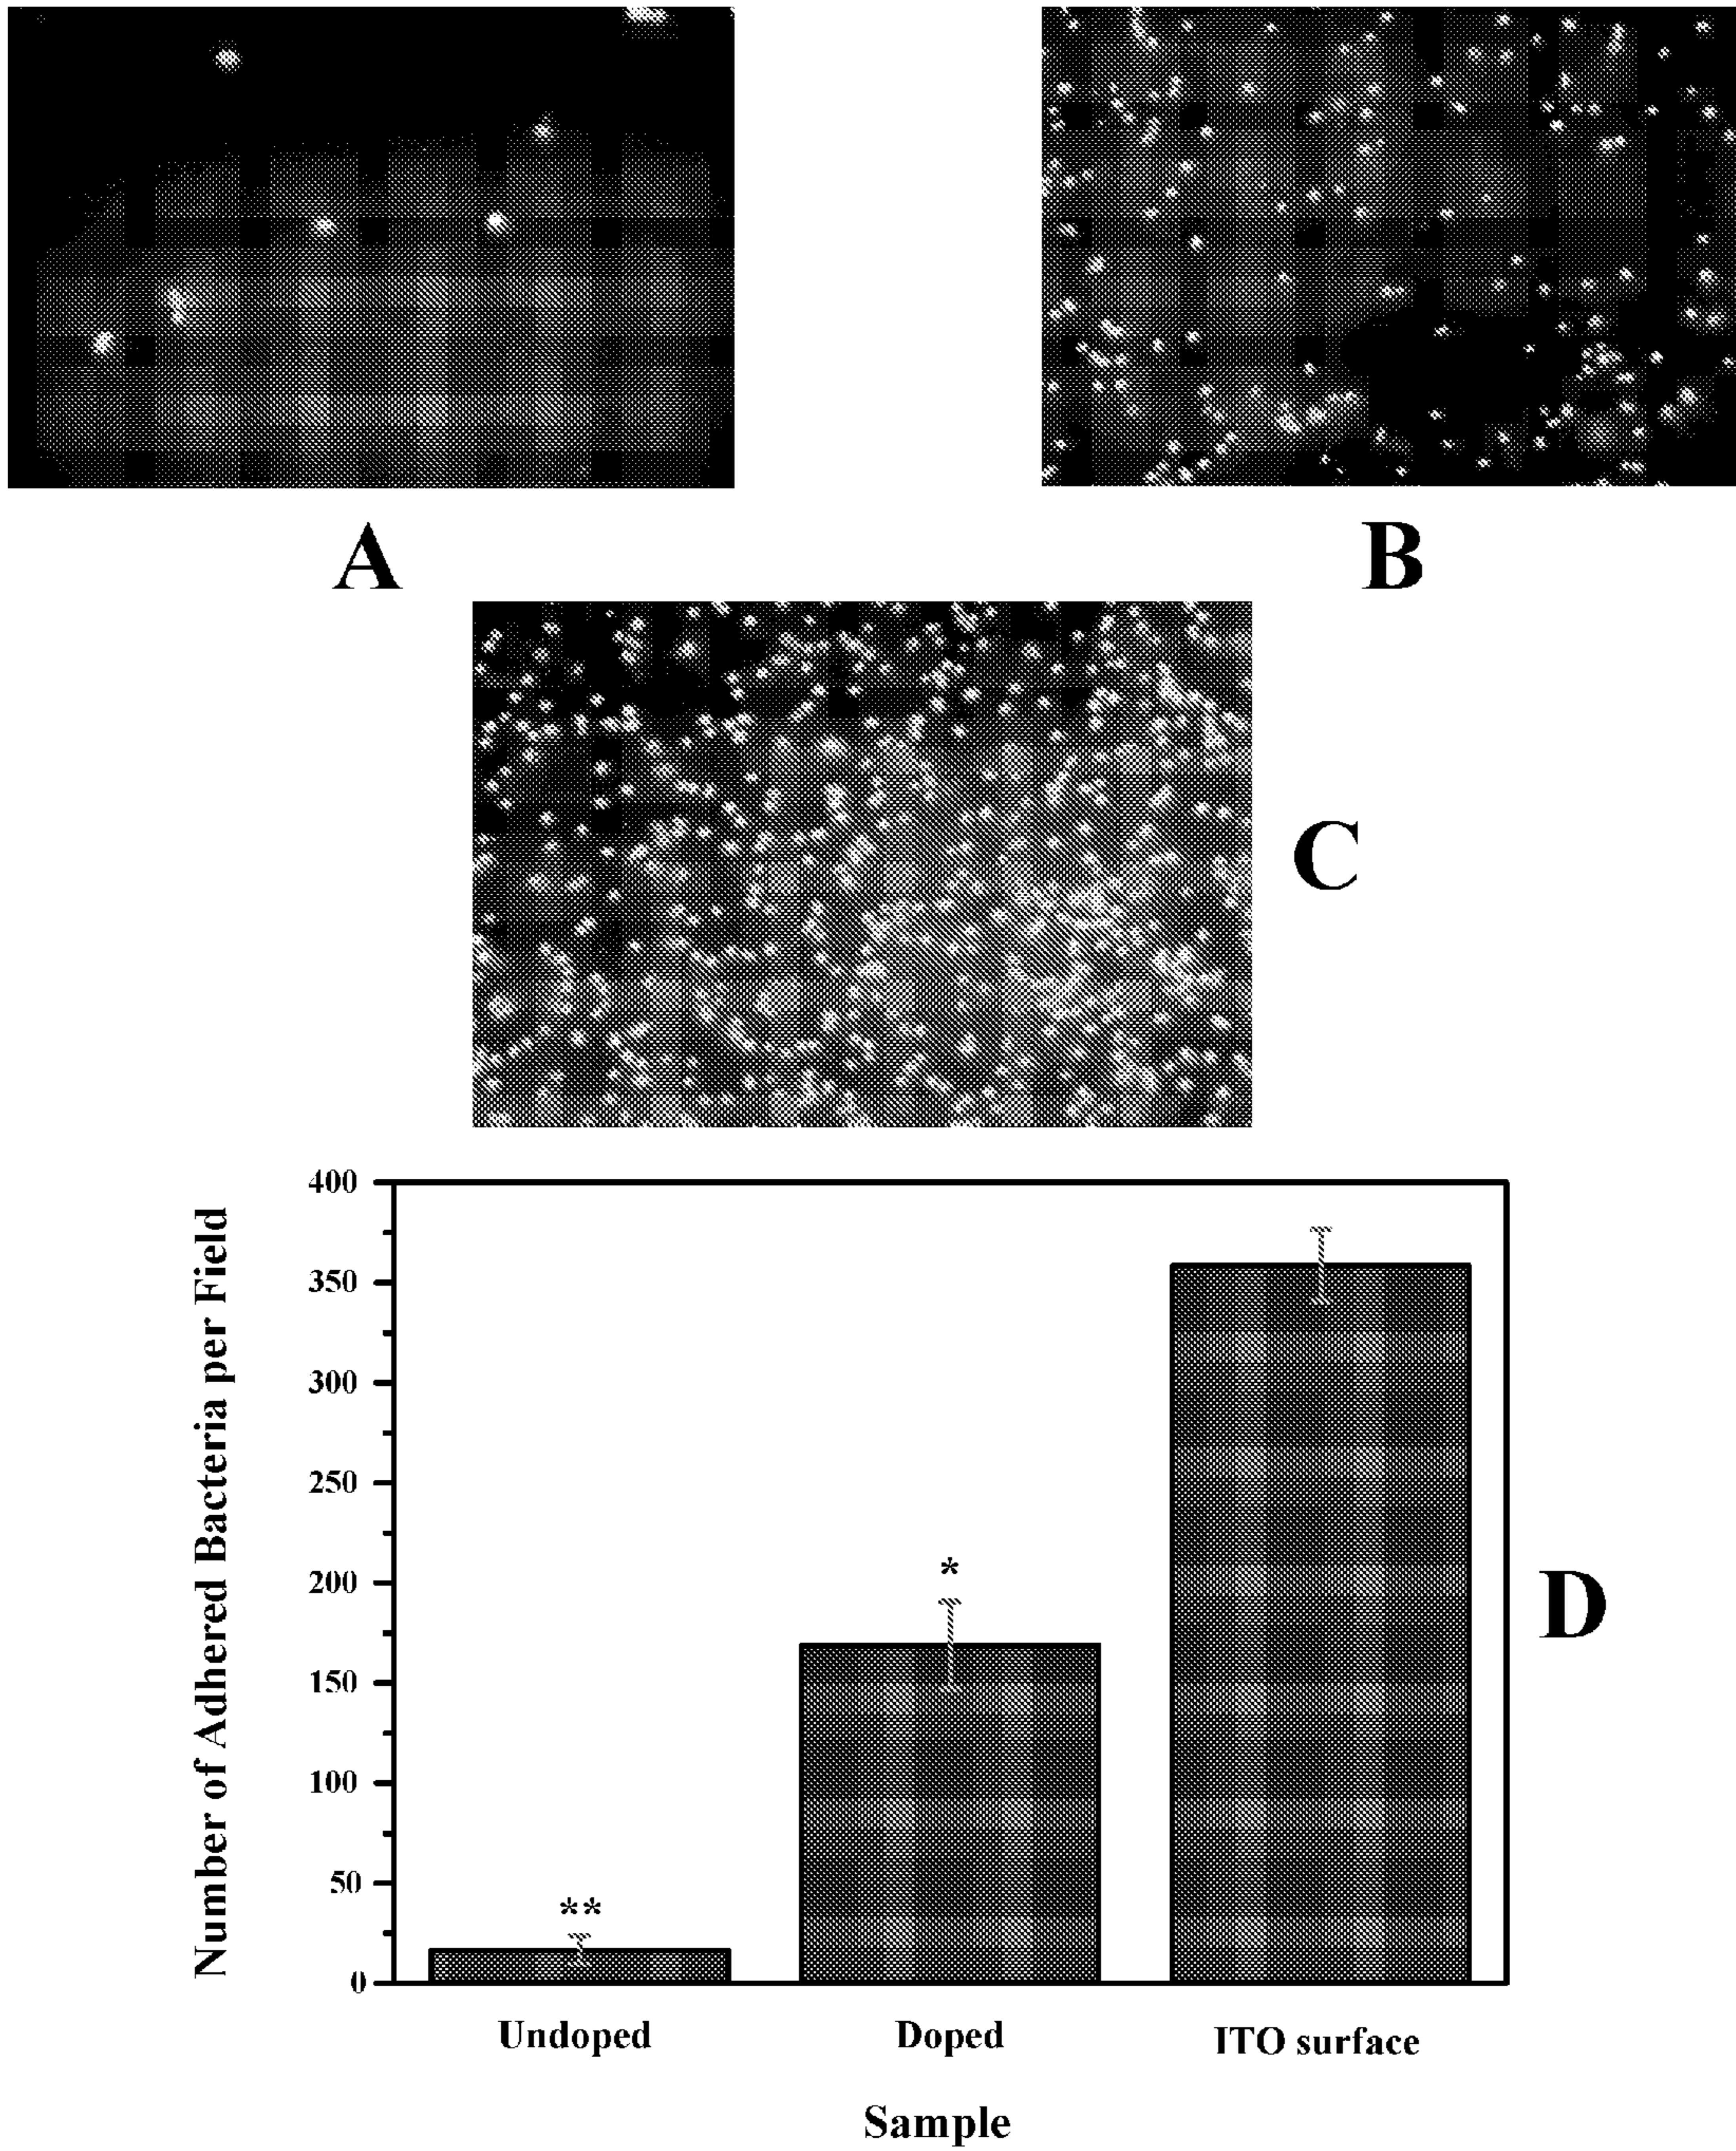 A
B
C
400
350
300
250
200
150
100
50
0
Number of Adhered Bacteria per Field
**
*
D
Undoped
Doped
ITO surface
Sample